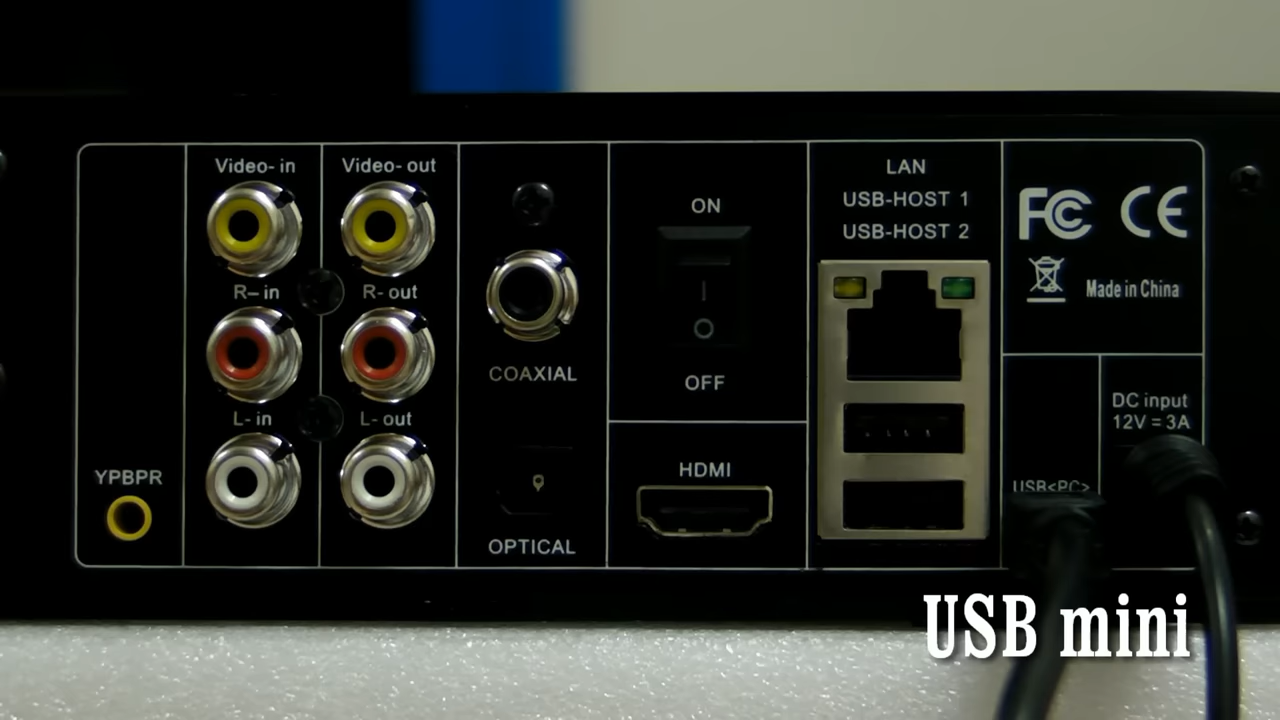 Video- in
Video- out
R– in
R- out
L- in
L- out
YPBPR
COAXIAL
OPTICAL
ON
OFF
HDMI
LAN
USB-HOST 1
USB-HOST 2
FC CE
Made in China
DC input
12V = 3A
USB<PC>
USB mini